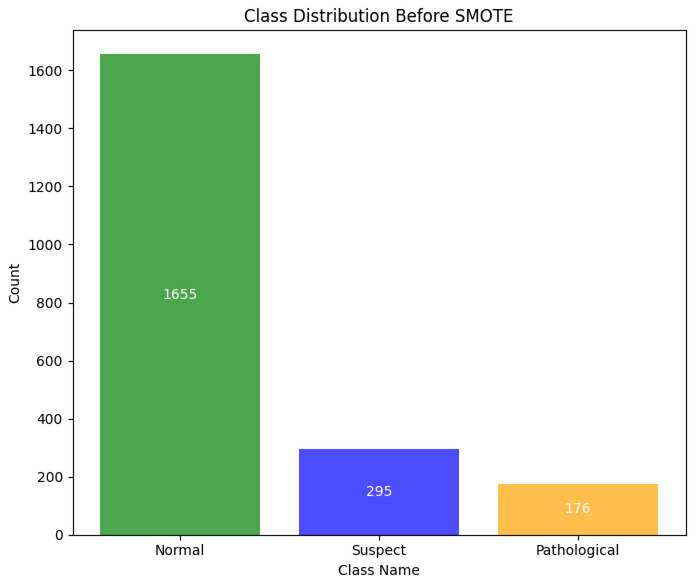 Class Distribution Before SMOTE
1600
1400
1200
1000
800
600
400
200
0
Count
1655
295
176
Normal
Suspect
Pathological
Class Name